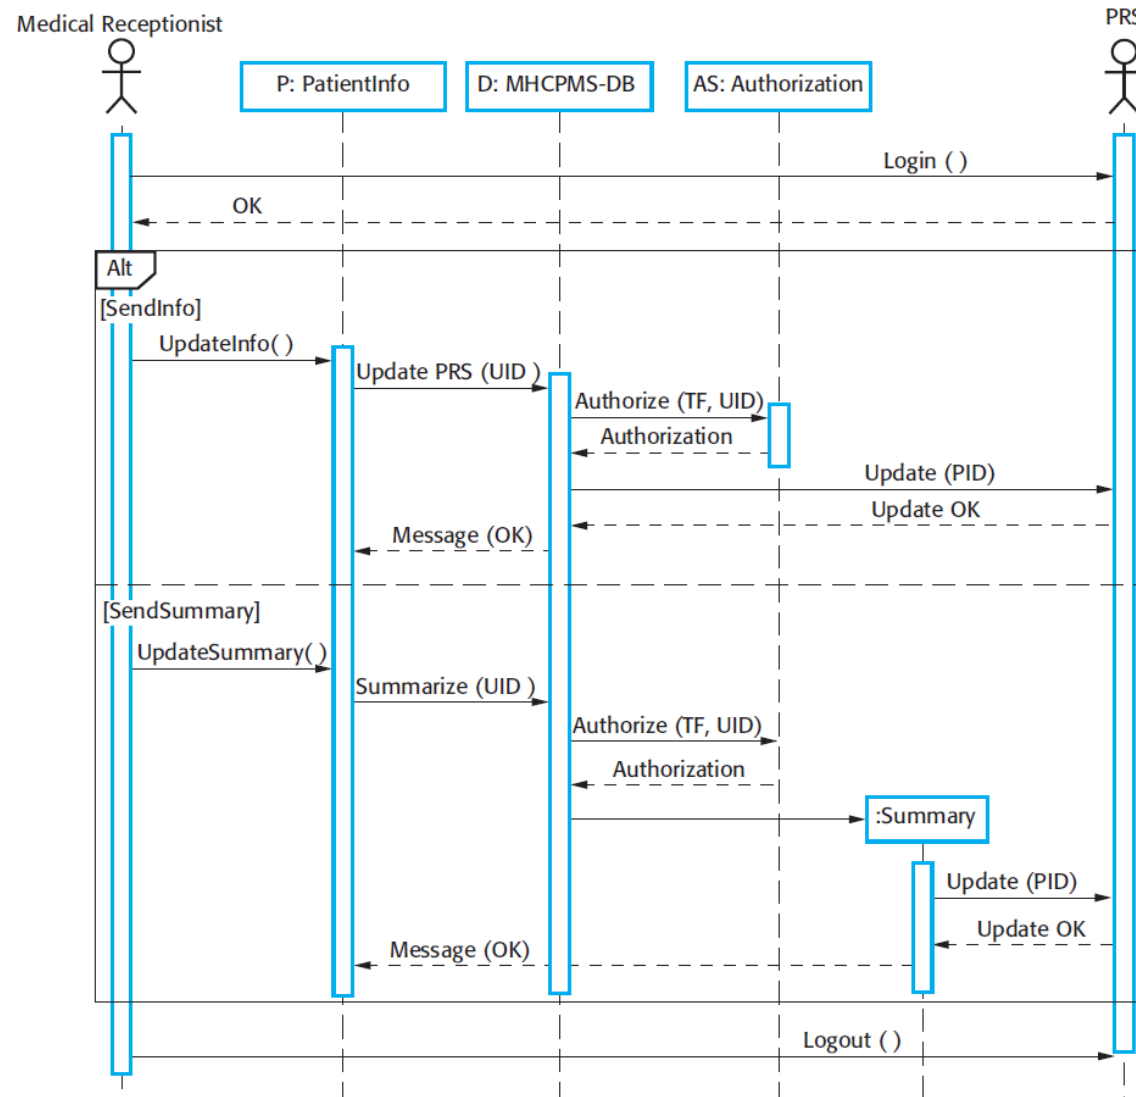 Medical Receptionist
PRS
P: PatientInfo
D: MHCPMS-DB
AS: Authorization
Login ( )
OK
Alt
[SendInfo]
UpdateInfo( )
Update PRS (UID )
Authorize (TF, UID)
Authorization
Update (PID)
Update OK
Message (OK)
[SendSummary]
UpdateSummary( )
Summarize (UID )
Authorize (TF, UID)
Authorization
:Summary
Update (PID)
Update OK
Message (OK)
Logout ( )